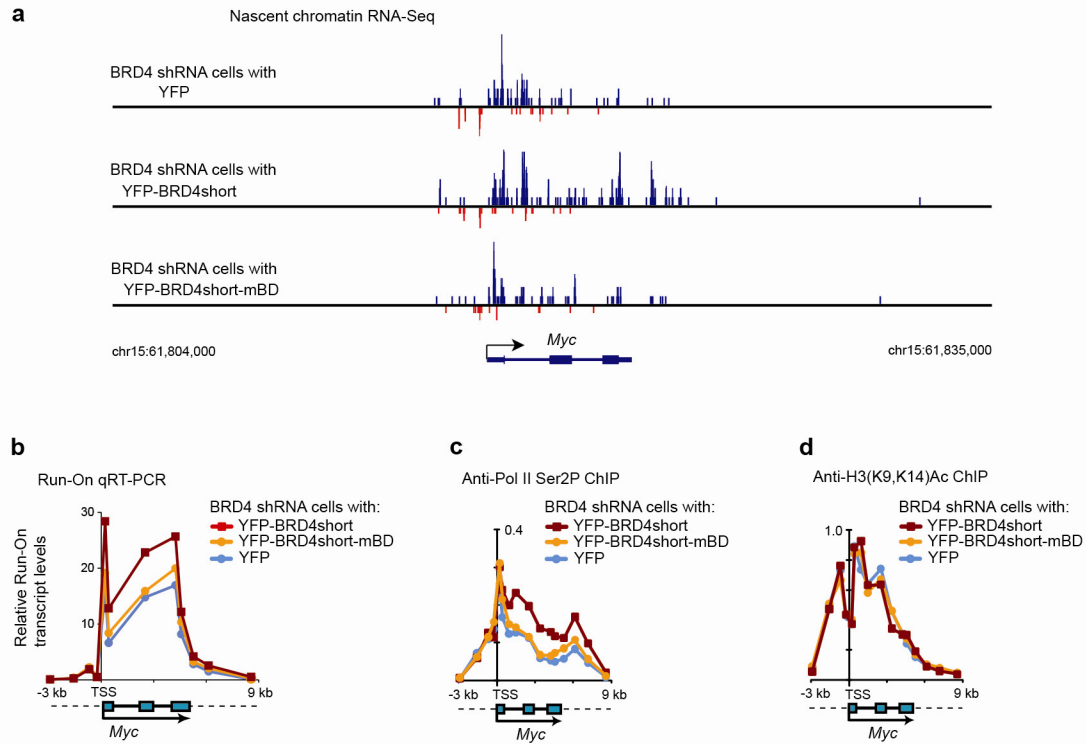 a
Nascent chromatin RNA-Seq
BRD4 shRNA cells with
YFP
BRD4 shRNA cells with
YFP-BRD4short
BRD4 shRNA cells with
YFP-BRD4short-mBD
chr15:61,804,000
Myc
chr15:61,835,000
b
Run-On qRT-PCR
Relative Run-On
transcript levels
30
20
10
BRD4 shRNA cells with:
YFP-BRD4short
YFP-BRD4short-mBD
YFP
-3 kb
TSS
9 kb
Myc
c
Anti-Pol II Ser2P ChIP
0.4
BRD4 shRNA cells with:
YFP-BRD4short
YFP-BRD4short-mBD
YFP
-3 kb
TSS
9 kb
Myc
d
Anti-H3(K9,K14)Ac ChIP
1.0
BRD4 shRNA cells with:
YFP-BRD4short
YFP-BRD4short-mBD
YFP
-3 kb
TSS
9 kb
Myc